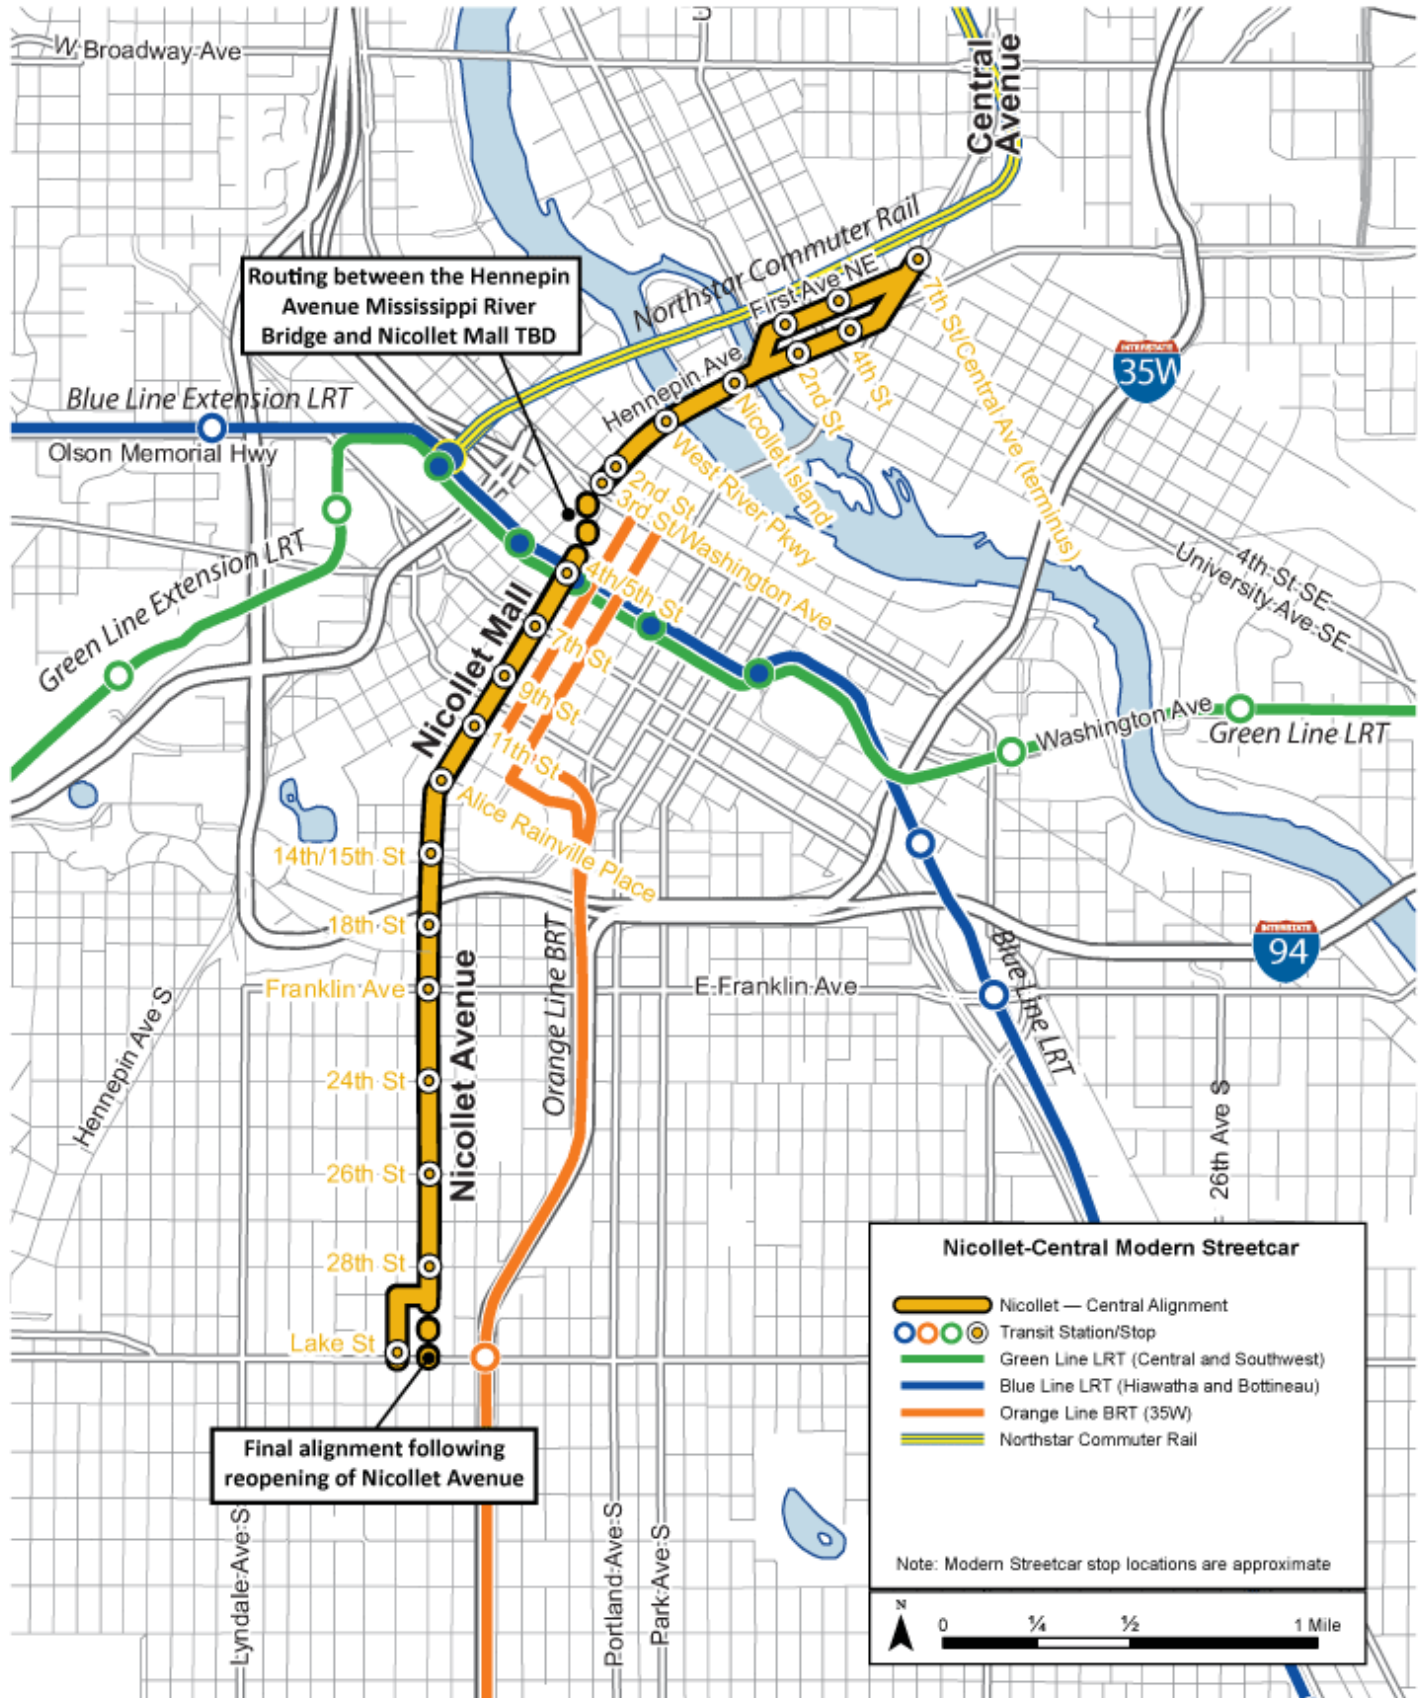 W Broadway Ave
Central
Avenue
Northstar Commuter Rail
Routing between the Hennepin
Avenue Mississippi River
Bridge and Nicollet Mall TBD
First Ave NE
7th St/Central Ave (terminus)
INTERSTATE
35W
Hennepin Ave
4th St
2nd St
Nicollet Island
West River Pkwy
Blue Line Extension LRT
Olson Memorial Hwy
2nd St
3rd St/Washington Ave
4th St SE
University Ave SE
Green Line Extension LRT
4th/5th St
Nicollet Mall
7th St
9th St
11th St
Washington Ave
Green Line LRT
Alice Rainville Place
14th/15th St
18th St
INTERSTATE
94
Orange Line BRT
Blue Line LRT
Franklin Ave
E Franklin Ave
Hennepin Ave S
Nicollet Avenue
24th St
26th St
26th Ave S
28th St
Lake St
Final alignment following
reopening of Nicollet Avenue
Lyndale Ave S
Portland Ave S
Park Ave S
Nicollet-Central Modern Streetcar
Nicollet — Central Alignment
Transit Station/Stop
Green Line LRT (Central and Southwest)
Blue Line LRT (Hiawatha and Bottineau)
Orange Line BRT (35W)
Northstar Commuter Rail
Note: Modern Streetcar stop locations are approximate
N
0 ¼ ½ 1 Mile